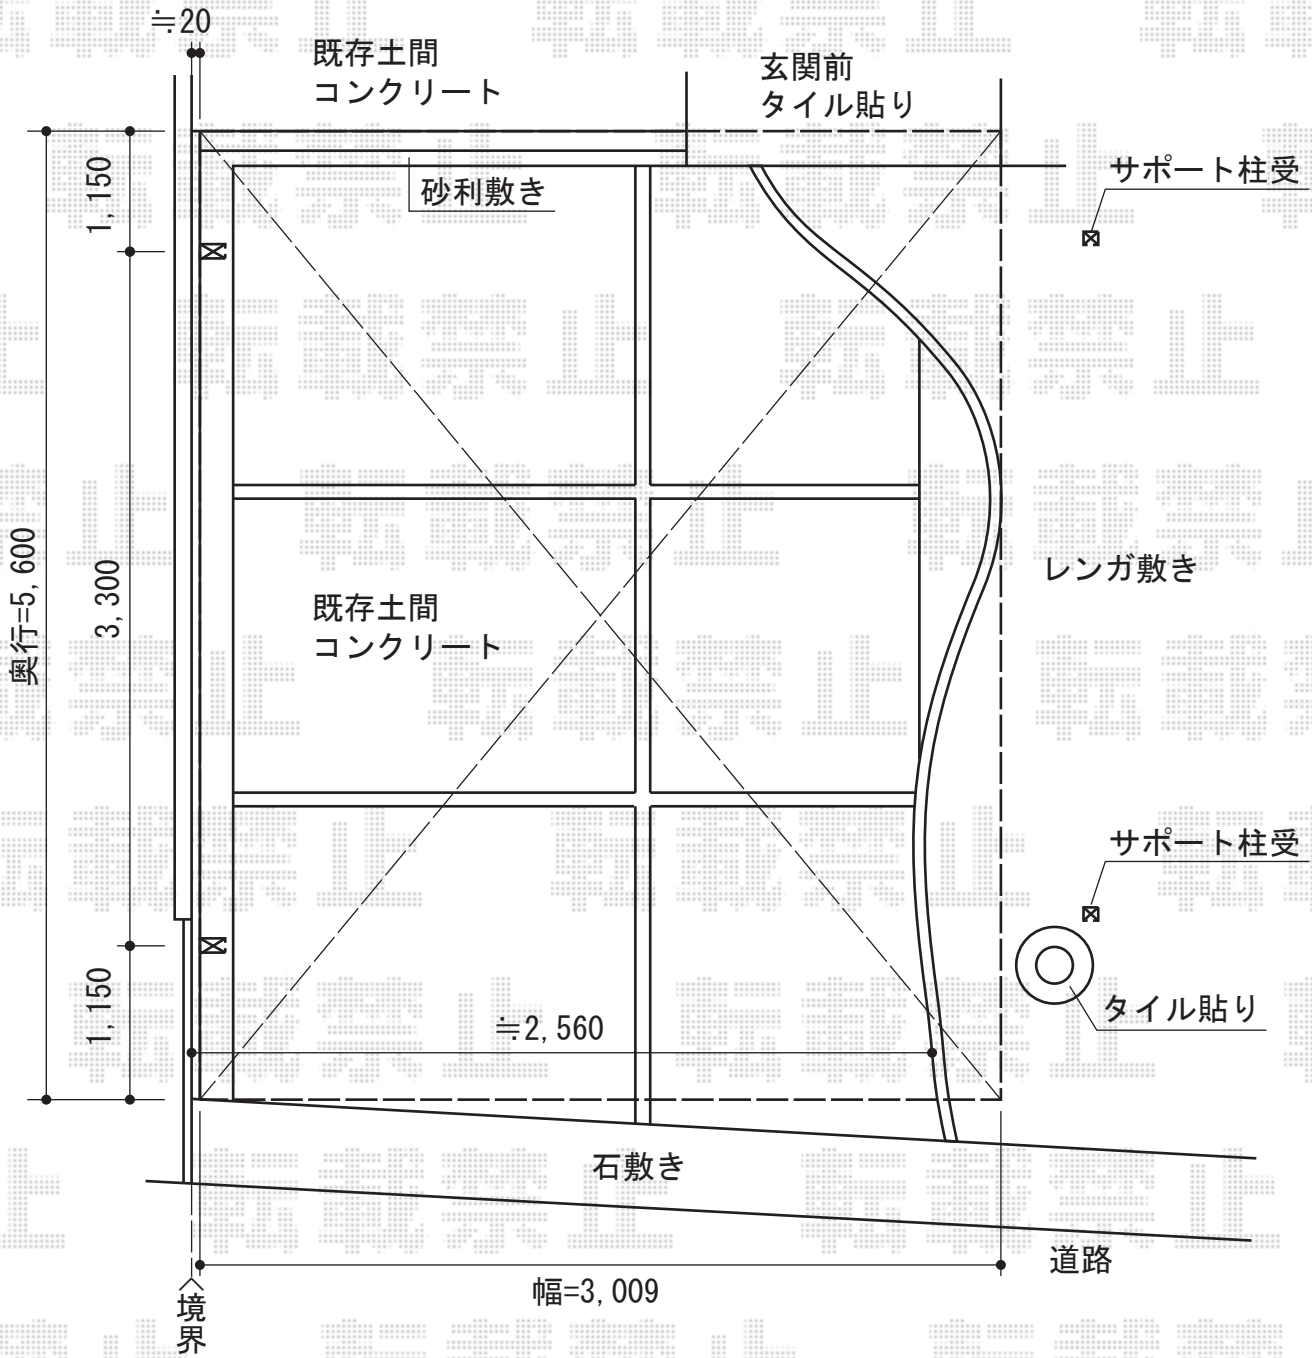 ≒20
既存土間
コンクリート
玄関前
タイル貼り
サポート柱受
砂利敷き
1,150
奥行=5,600
3,300
レンガ敷き
既存土間
コンクリート
サポート柱受
タイル貼り
1,150
≒2,560
石敷き
道路
幅=3,009
境界
転載禁止